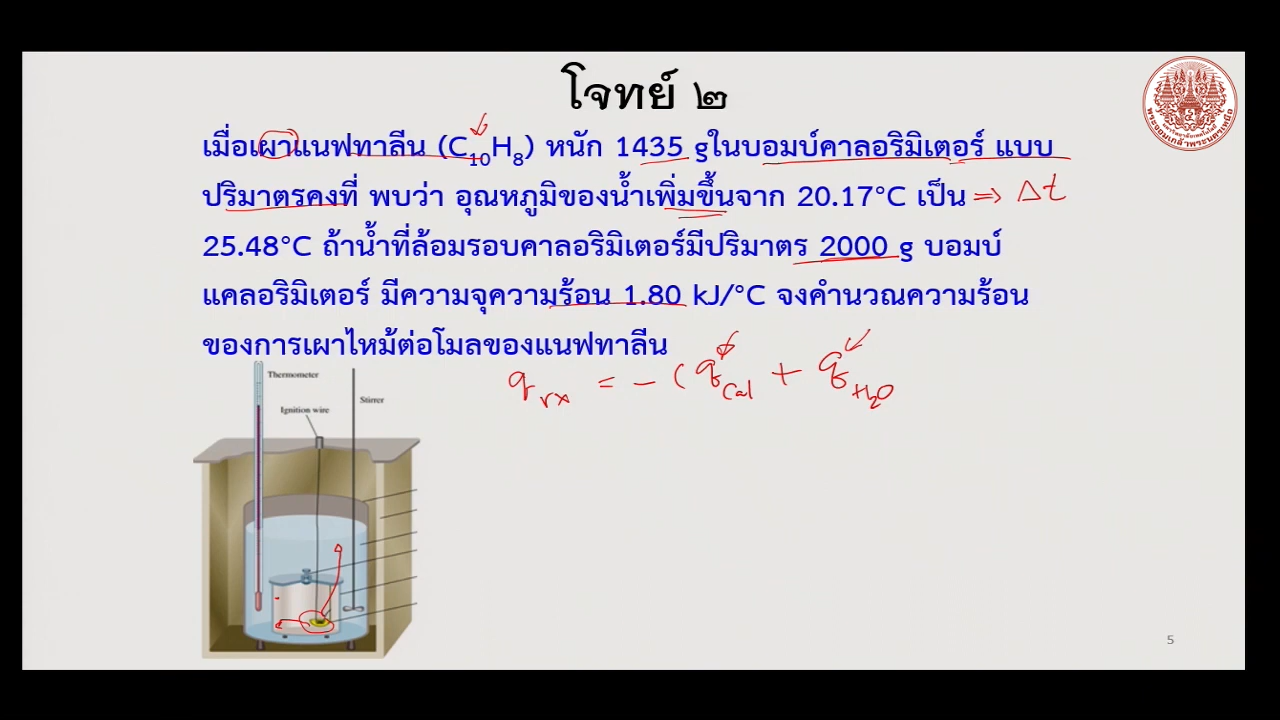 โจทย์ ๒
เมื่อเผาแนฟทาลีน (C10H8) หนัก 1435 gในบอมบ์คาลอริมิเตอร์ แบบ
ปริมาตรคงที่ พบว่า อุณหภูมิของน้ำเพิ่มขึ้นจาก 20.17°C เป็น => Δt
25.48°C ถ้าน้ำที่ล้อมรอบคาลอริมิเตอร์มีปริมาตร 2000 g บอมบ์
แคลอริมิเตอร์ มีความจุความร้อน 1.80 kJ/°C จงคำนวณความร้อน
ของการเผาไหม้ต่อโมลของแนฟทาลีน
q rx = - ( q cal + q H2O
Thermometer
Stirrer
Ignition wire
5